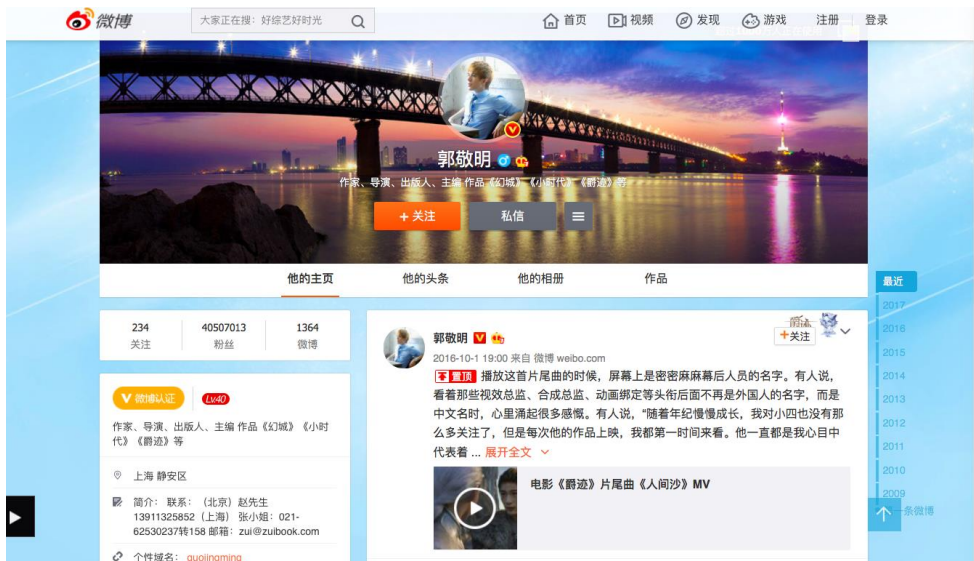 微博
大家正在搜：好综艺好时光
首页
视频
发现
游戏
注册
登录
郭敬明
作家、导演、出版人、主编 作品《幻城》《小时代》《爵迹》等
+ 关注
私信
他的主页
他的头条
他的相册
作品
最近
2017
2016
2015
2014
2013
2012
2011
2010
2009
一条微博
234
关注
40507013
粉丝
1364
微博
V 微博认证
Lv.40
作家、导演、出版人、主编 作品《幻城》《小时
代》《爵迹》等
上海 静安区
简介： 联系： （北京）赵先生
13911325852（上海） 张小姐：021-
62530237转158 邮箱：zui@zuibook.com
个性域名： guojingming
郭敬明 V
+关注
2016-10-1 19:00 来自 微博 weibo.com
置顶 播放这首片尾曲的时候，屏幕上是密密麻麻幕后人员的名字。有人说，
看着那些视效总监、合成总监、动画绑定等头衔后面不再是外国人的名字，而是
中文名时，心里涌起很多感慨。有人说，“随着年纪慢慢成长，我对小四也没有那
么多关注了，但是每次他的作品上映，我都第一时间来看。他一直都是我心目中
代表着 ... 展开全文
电影《爵迹》片尾曲《人间沙》MV